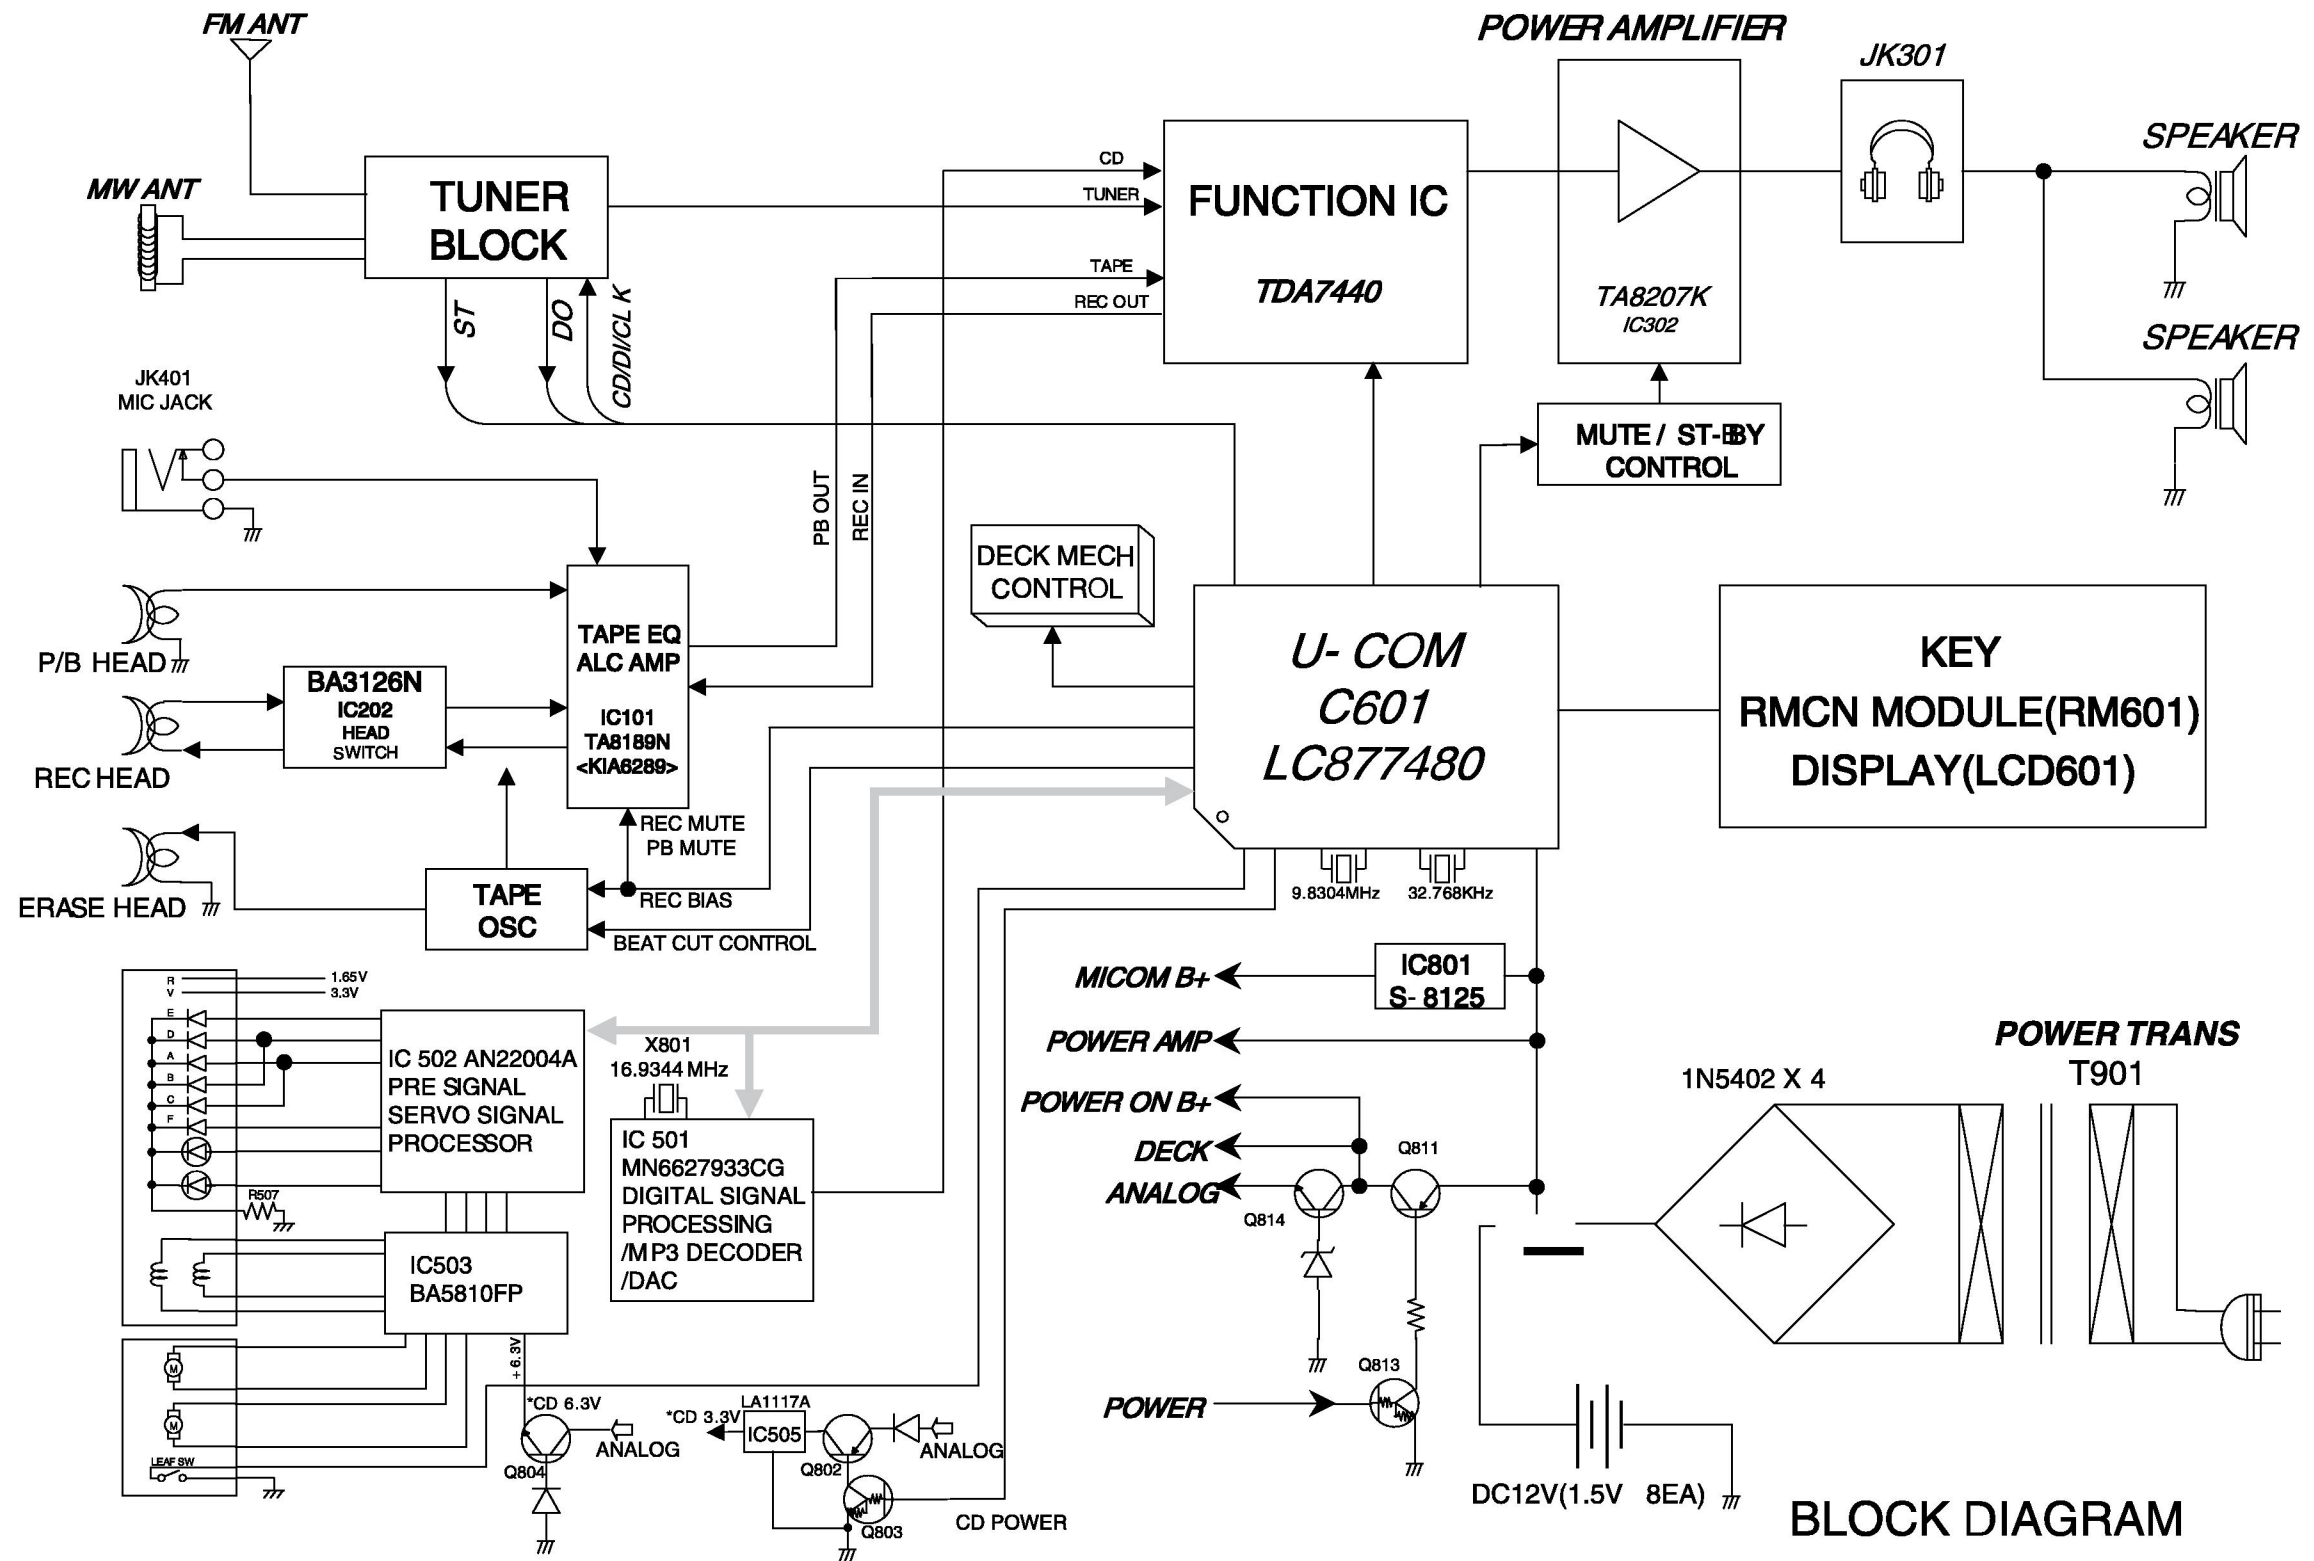 FM ANT
POWER AMPLIFIER
JK301
SPEAKER
MW ANT
TUNER
BLOCK
CD
TUNER
TAPE
REC OUT
FUNCTION IC
TDA7440
TA8207K
IC302
ST
DO
CD/DI/CL K
SPEAKER
JK401
MIC JACK
MUTE / ST-BBY
CONTROL
PB OUT
REC IN
DECK MECH
CONTROL
P/B HEAD
TAPE EQ
ALC AMP
IC101
TA8189N
<KIA6289>
BA3126N
IC202
HEAD
SWITCH
REC HEAD
U- COM
C601
LC877480
KEY
RMCN MODULE(RM601)
DISPLAY(LCD601)
REC MUTE
PB MUTE
ERASE HEAD
TAPE
OSC
REC BIAS
BEAT CUT CONTROL
9.8304MHz
32.768KHz
R
V
1.65V
3.3V
E
D
A
B
C
F
R507
IC 502 AN22004A
PRE SIGNAL
SERVO SIGNAL
PROCESSOR
X801
16.9344 MHz
IC 501
MN6627933CG
DIGITAL SIGNAL
PROCESSING
/MP3 DECODER
/DAC
IC503
BA5810FP
MICOM B+
IC801
S- 8125
POWER AMP
POWER ON B+
DECK
ANALOG
Q811
Q814
Q813
POWER
1N5402 X 4
POWER TRANS
T901
M
M
LEAF SW
+ 6.3V
*CD 6.3V
ANALOG
Q804
*CD 3.3V
LA1117A
IC505
Q802
ANALOG
Q803
CD POWER
DC12V(1.5V 8EA)
BLOCK DIAGRAM